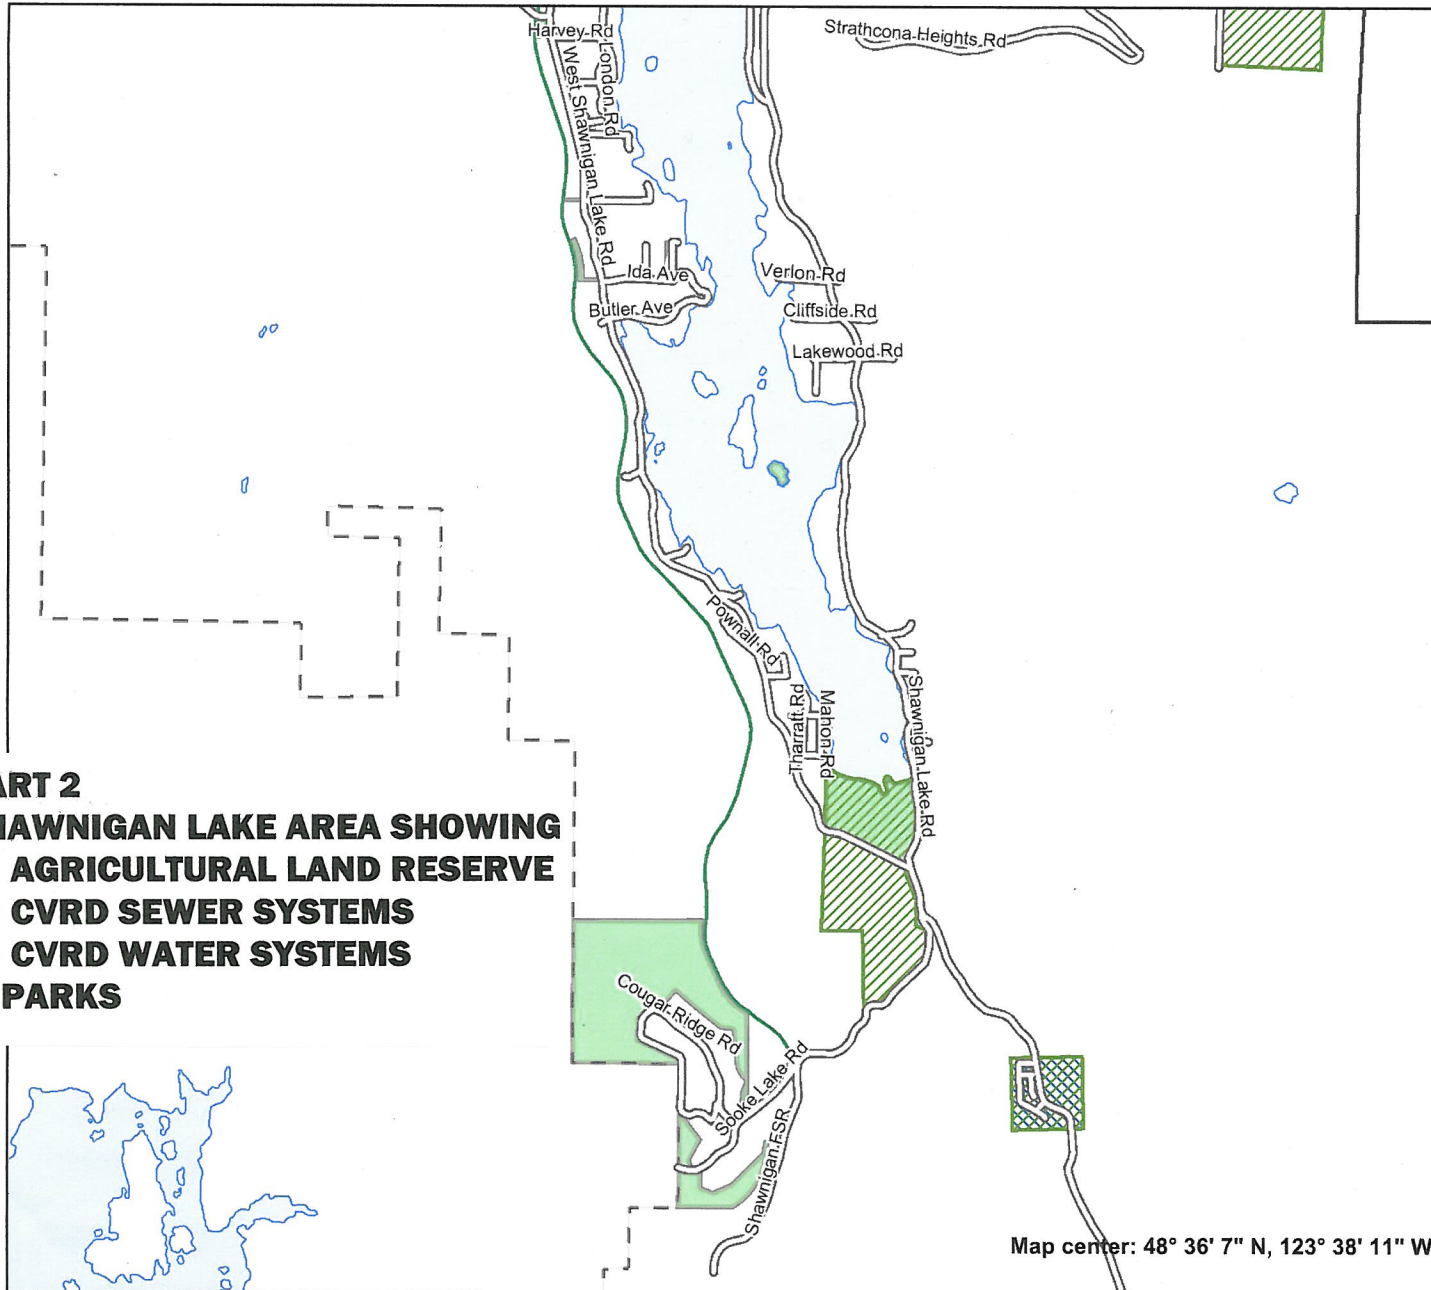 Harvey Rd
London Rd
West Shawnigan Lake Rd
Strathcona Heights Rd
Ida Ave
Butler Ave
Verlon Rd
Cliffside Rd
Lakewood Rd
Pownall Rd
Tharratt Rd
Mahon Rd
Shawnigan Lake Rd
ART 2
HAWNIGAN LAKE AREA SHOWING
AGRICULTURAL LAND RESERVE
CVRD SEWER SYSTEMS
CVRD WATER SYSTEMS
PARKS
Cougar Ridge Rd
Sooke Lake Rd
Shawnigan FSR
Map center: 48° 36' 7" N, 123° 38' 11" W